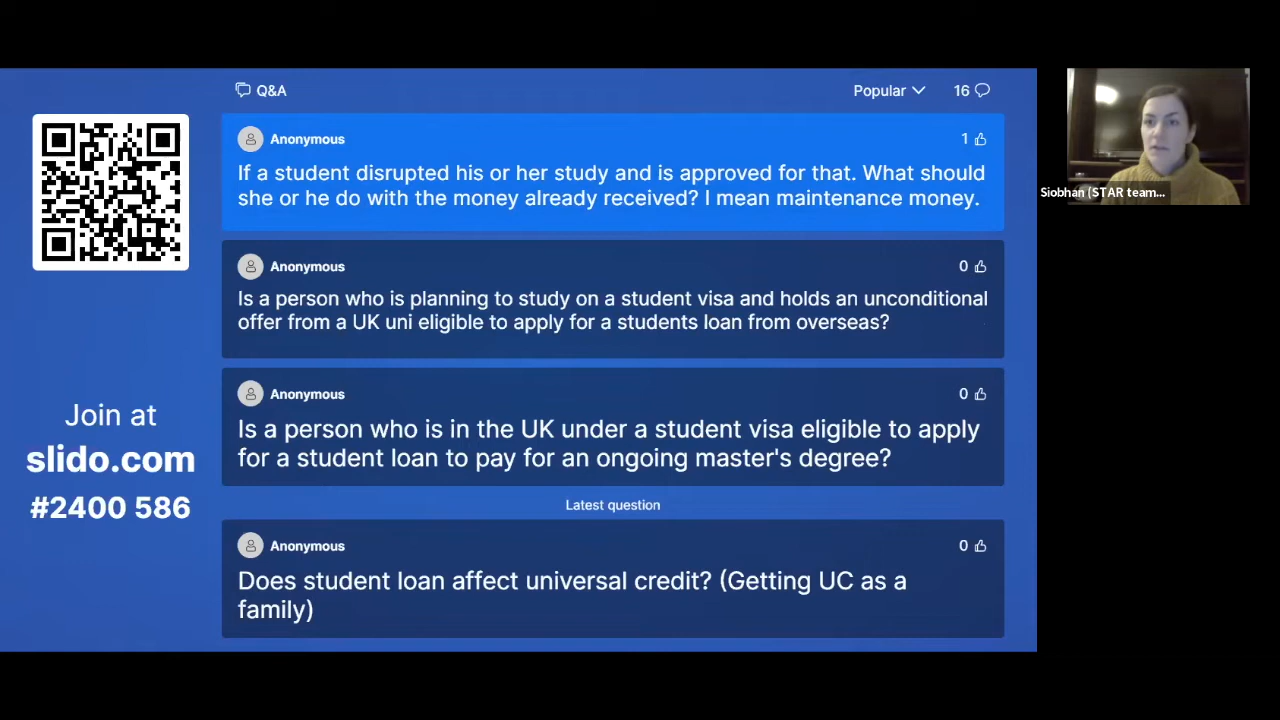 Q&A
Popular
16
Anonymous
1
If a student disrupted his or her study and is approved for that. What should
she or he do with the money already received? I mean maintenance money.
Anonymous
0
Is a person who is planning to study on a student visa and holds an unconditional
offer from a UK uni eligible to apply for a students loan from overseas?
Anonymous
0
Is a person who is in the UK under a student visa eligible to apply
for a student loan to pay for an ongoing master's degree?
Latest question
Anonymous
0
Does student loan affect universal credit? (Getting UC as a
family)
Join at
slido.com
#2400 586
Siobhan (STAR team...